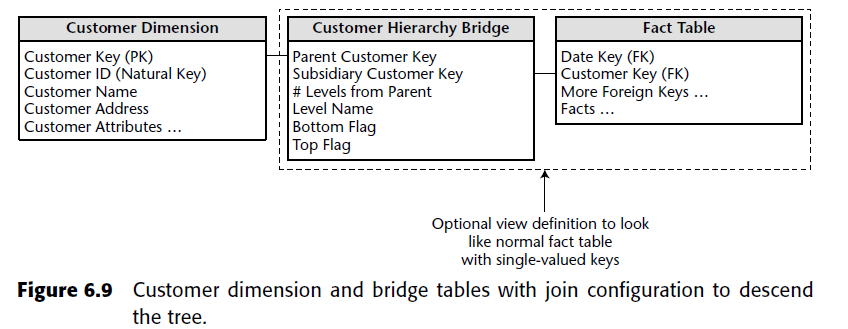 Customer Dimension
Customer Key (PK)
Customer ID (Natural Key)
Customer Name
Customer Address
Customer Attributes …
Customer Hierarchy Bridge
Parent Customer Key
Subsidiary Customer Key
# Levels from Parent
Level Name
Bottom Flag
Top Flag
Fact Table
Date Key (FK)
Customer Key (FK)
More Foreign Keys …
Facts …
Optional view definition to look
like normal fact table
with single-valued keys
Figure 6.9 Customer dimension and bridge tables with join configuration to descend
the tree.